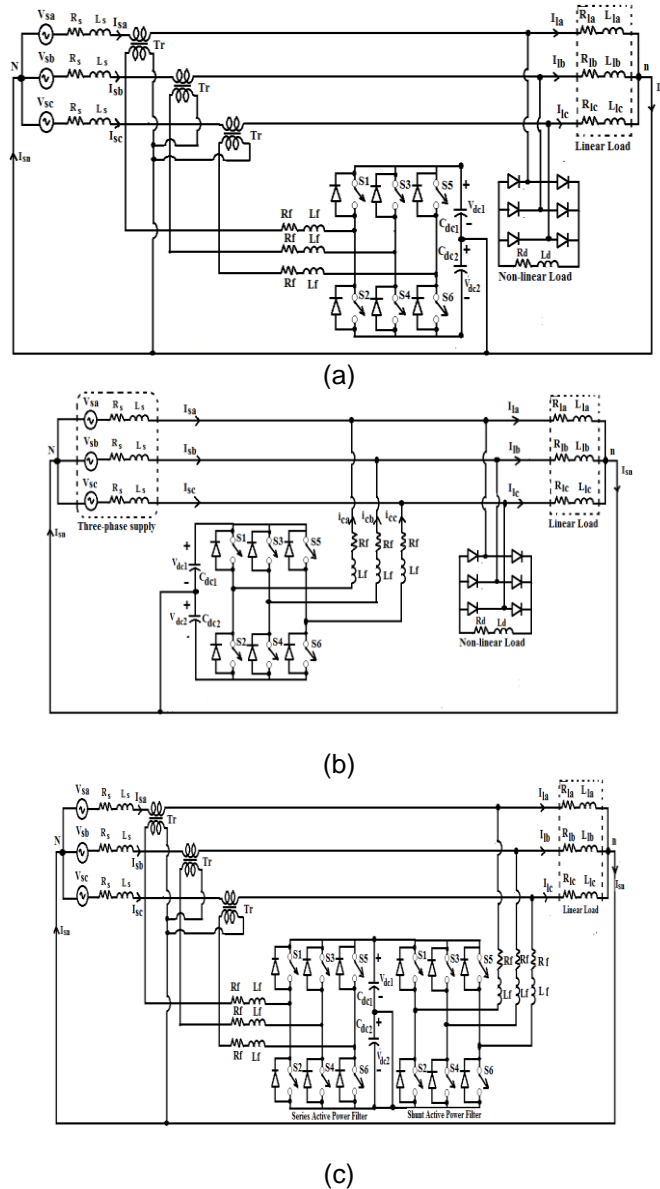 Vsa Rs Ls Isa Tr Ila Rla Lla
N Vsb Rs Ls Isb Tr Ilb Rlb Llb n
Vsc Rs Ls Isc Tr Ilc Rlc Llc
Isn Linear Load
S1 S3 S5 + Vdc1 -
Rf Lf Cdc1
Rf Lf Cdc2 + Rd Ld
Rf Lf Vdc2 Non-linear Load
S2 S4 S6 -
(a)
Vsa Rs Ls Isa Ila Rla Lla
N Vsb Rs Ls Isb Ilb Rlb Llb n
Vsc Rs Ls Isc Ilc Rlc Llc Isn
Isn Three-phase supply ica icb icc Linear Load
+ S1 S3 S5 Rf Rf Rf
Vdc1 - Cdc1 Lf Lf Lf
+ Vdc2 - Cdc2 Rd Ld
S2 S4 S6 Non-linear Load
(b)
Vsa Rs Ls Isa Tr Ila Rla Lla
N Vsb Rs Ls Isb Tr Ilb Rlb Llb n
Vsc Rs Ls Isc Tr Ilc Rlc Llc Isn
Isn Linear Load
S1 S3 S5 + Vdc1 - S1 S3 S5 Rf Rf Rf
Rf Lf Cdc1 Lf Lf Lf
Rf Lf Cdc2 +
Rf Lf Vdc2
S2 S4 S6 - S2 S4 S6
Series Active Power Filter Shunt Active Power Filter
(c)